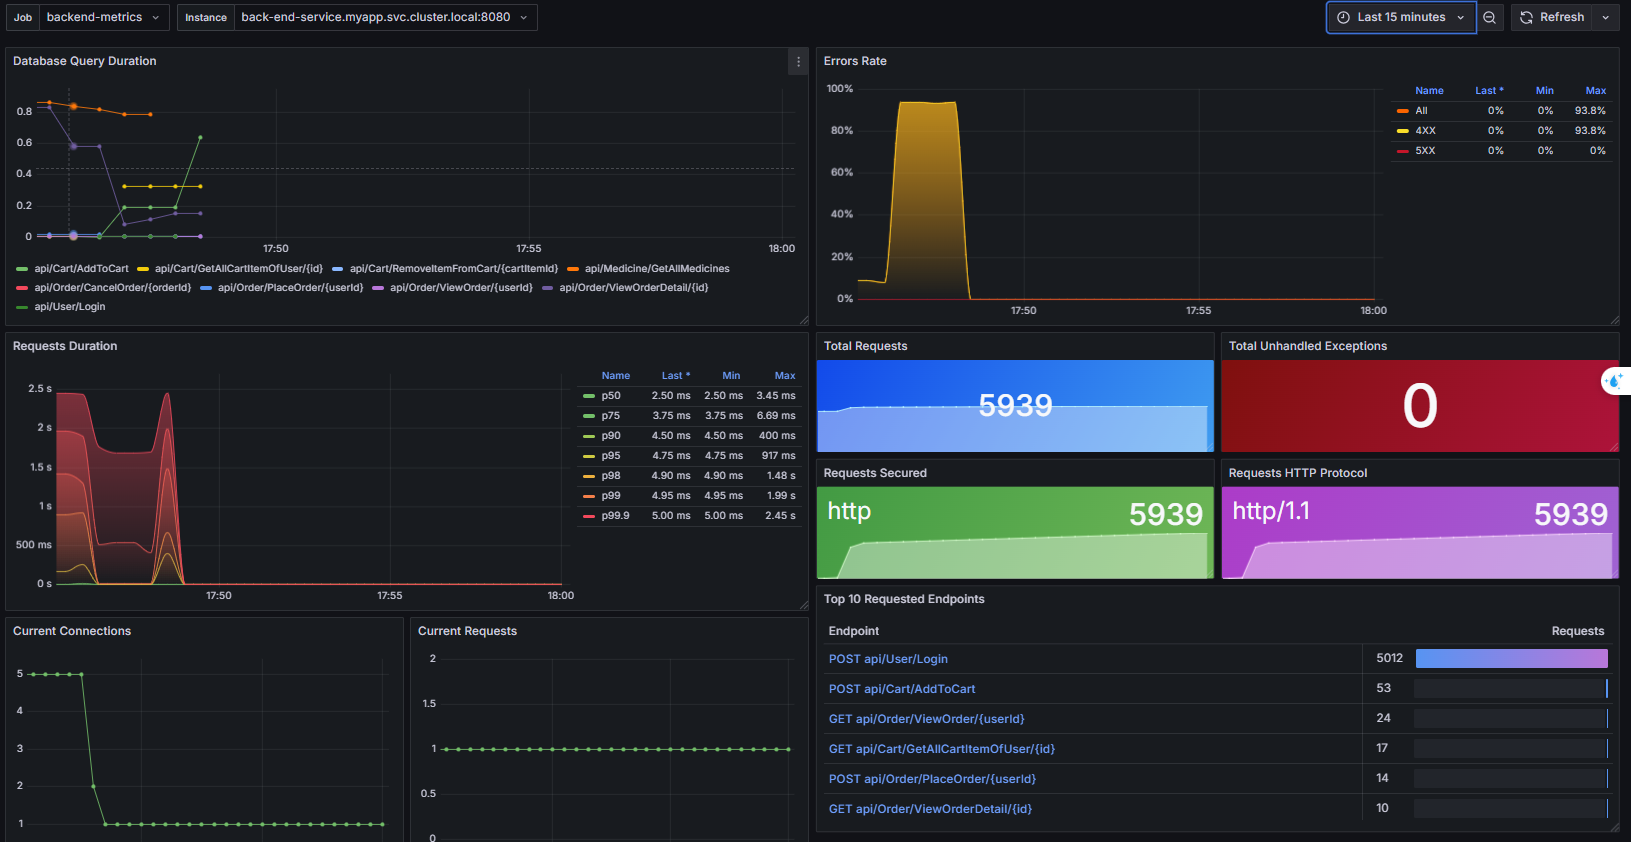 Job backend-metrics Instance back-end-service.myapp.svc.cluster.local:8080 Last 15 minutes Refresh
Database Query Duration
0.8
0.6
0.4
0.2
0
17:50 17:55 18:00
api/Cart/AddToCart api/Cart/GetAllCartItemOfUser/{id} api/Cart/RemoveItemFromCart/{cartItemId} api/Medicine/GetAllMedicines
api/Order/CancelOrder/{orderId} api/Order/PlaceOrder/{userId} api/Order/ViewOrder/{userId} api/Order/ViewOrderDetail/{id}
api/User/Login
Errors Rate
100%
80%
60%
40%
20%
0%
17:50 17:55 18:00
Name Last * Min Max
All 0% 0% 93.8%
4XX 0% 0% 93.8%
5XX 0% 0% 0%
Requests Duration
2.5 s
2 s
1.5 s
1 s
500 ms
0 s
17:50 17:55 18:00
Name Last * Min Max
p50 2.50 ms 2.50 ms 3.45 ms
p75 3.75 ms 3.75 ms 6.69 ms
p90 4.50 ms 4.50 ms 400 ms
p95 4.75 ms 4.75 ms 917 ms
p98 4.90 ms 4.90 ms 1.48 s
p99 4.95 ms 4.95 ms 1.99 s
p99.9 5.00 ms 5.00 ms 2.45 s
Total Requests
5939
Total Unhandled Exceptions
0
Requests Secured
http 5939
Requests HTTP Protocol
http/1.1 5939
Current Connections
5
4
3
2
1
Current Requests
2
1.5
1
0.5
0
Top 10 Requested Endpoints
Endpoint Requests
POST api/User/Login 5012
POST api/Cart/AddToCart 53
GET api/Order/ViewOrder/{userId} 24
GET api/Cart/GetAllCartItemOfUser/{id} 17
POST api/Order/PlaceOrder/{userId} 14
GET api/Order/ViewOrderDetail/{id} 10